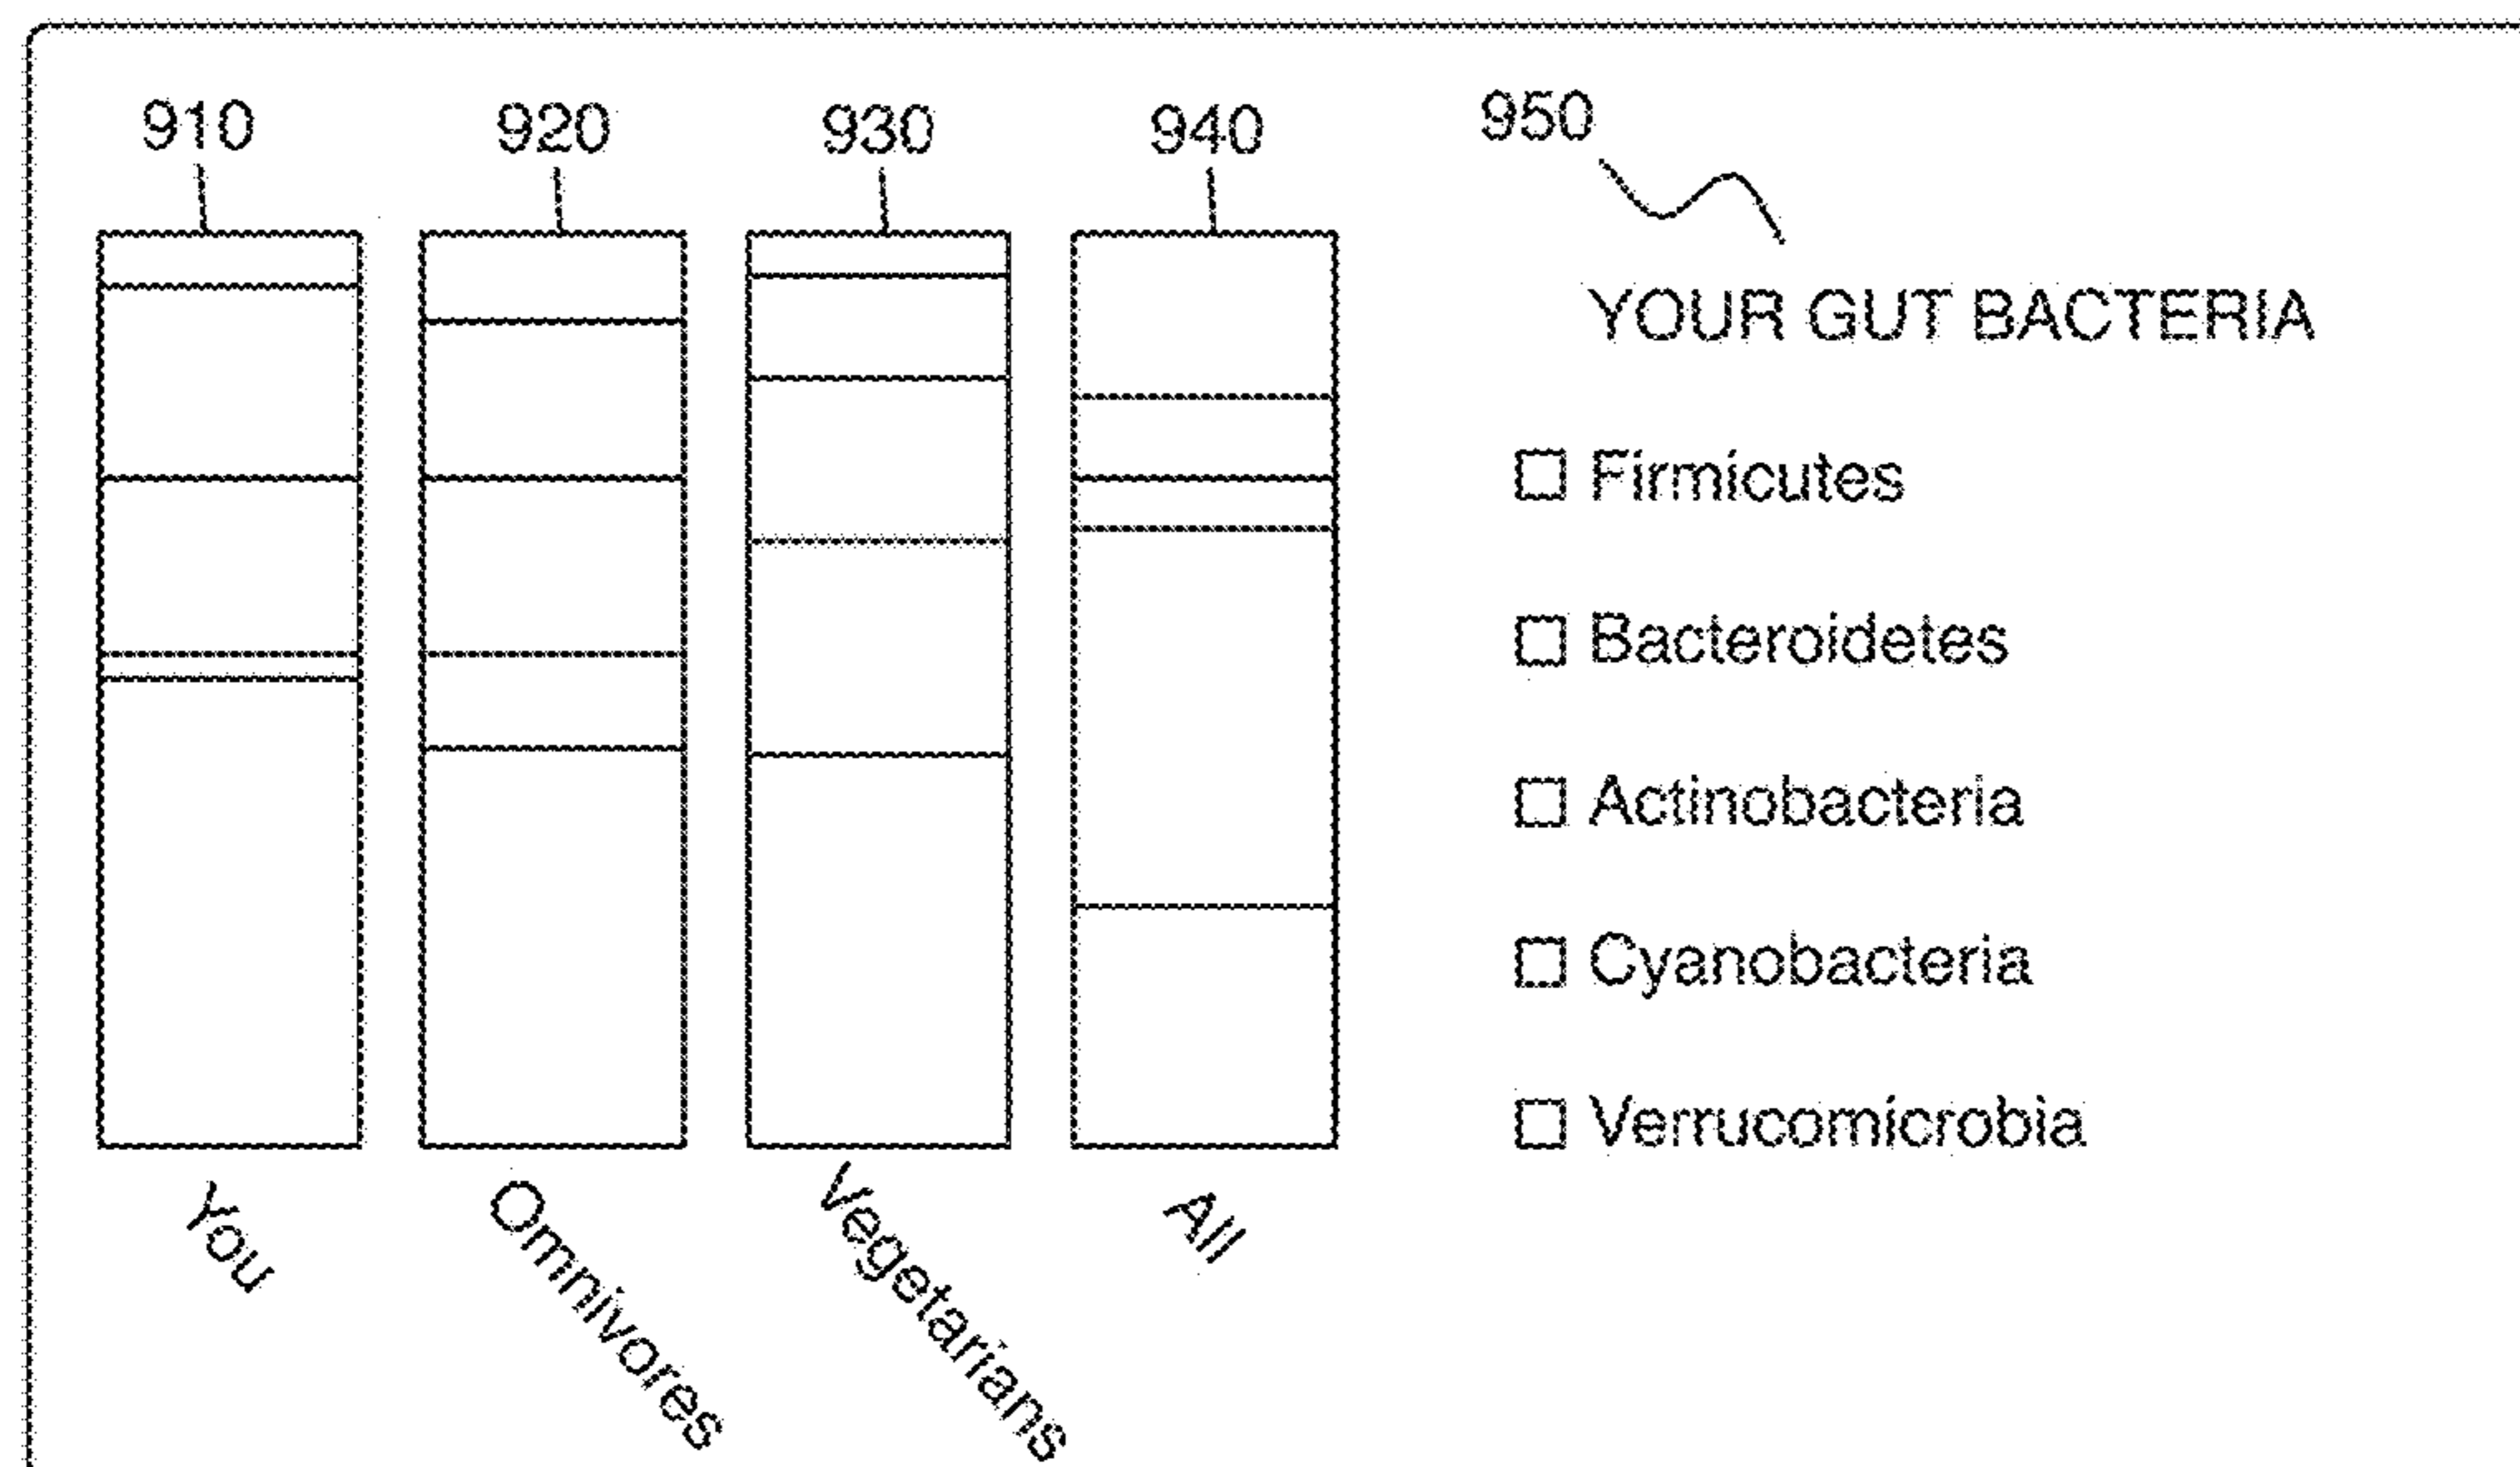 910 920 930 940 950
YOUR GUT BACTERIA
Firmicutes
Bacteroidetes
Actinobacteria
Cyanobacteria
Verrucomicrobia
You Omnivores Vegetarians All